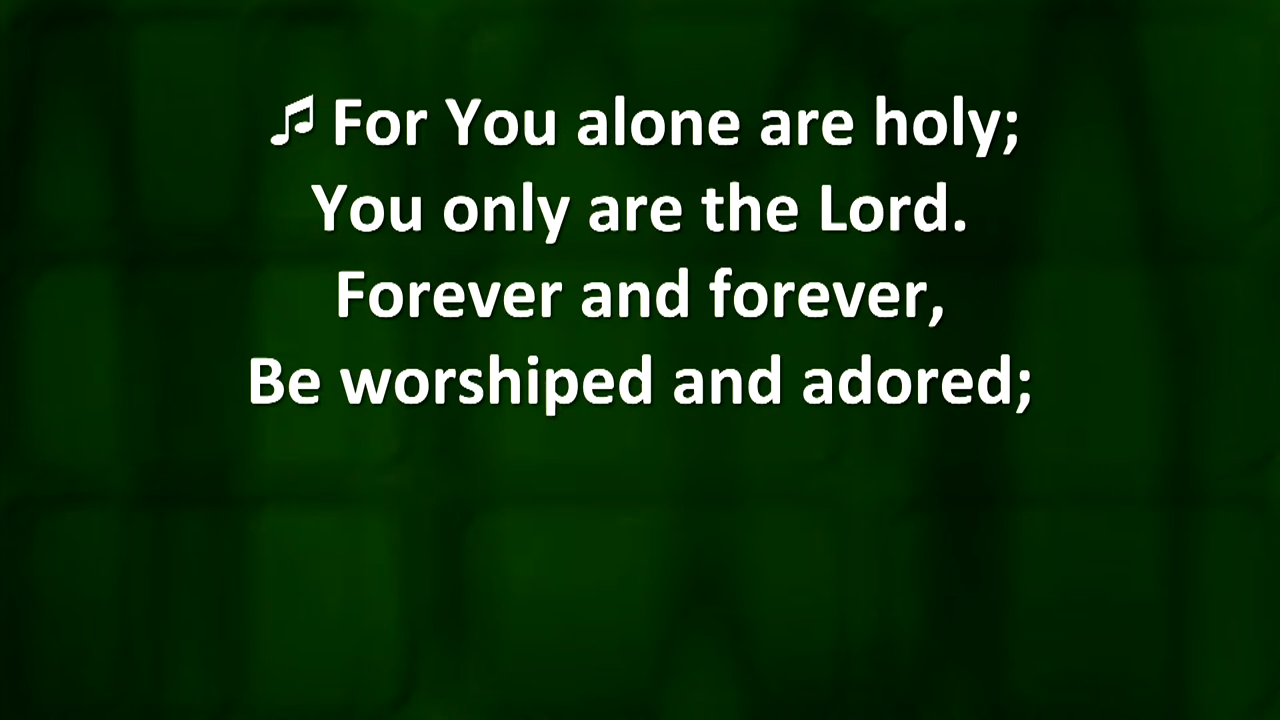 ♫ For You alone are holy;
You only are the Lord.
Forever and forever,
Be worshiped and adored;